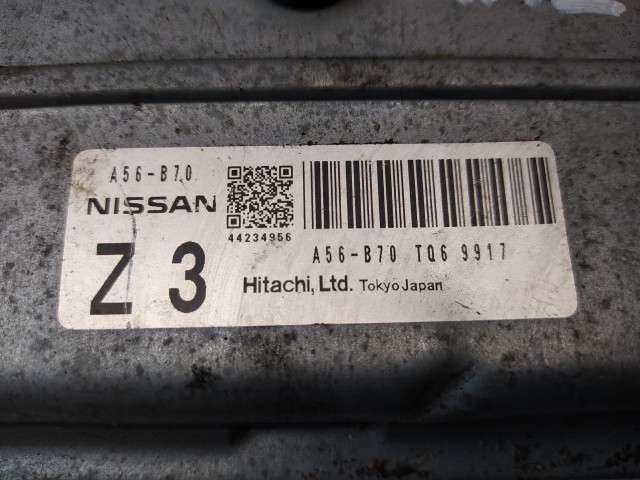 A56-B70
NISSAN
44234956
Z 3
A56-B70 TQ6 9917
Hitachi, Ltd. Tokyo Japan